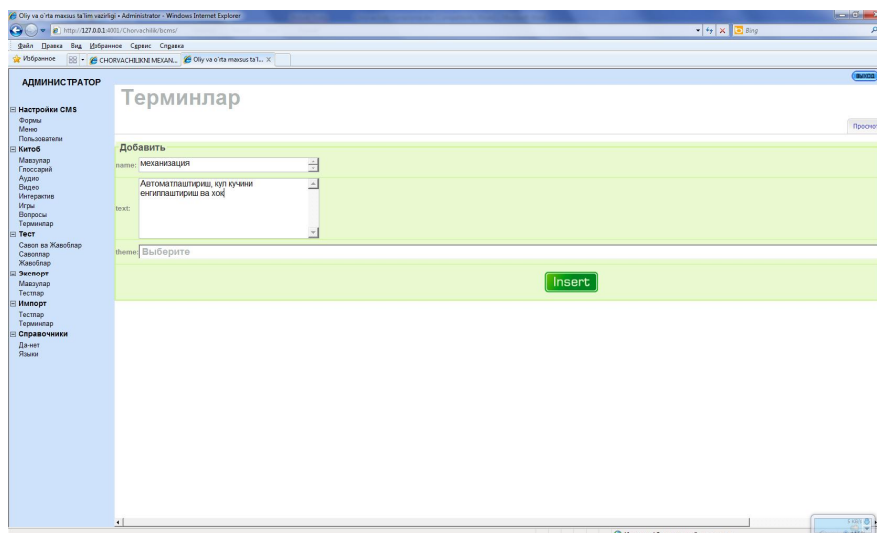 Oliy va o'rta maxsus ta'lim vazirligi • Administrator - Windows Internet Explorer
http://127.0.0.1:4001/Chorvachilik/bcms/
Bing
Файл Правка Вид Избранное Сервис Справка
Избранное
CHORVACHILIKNI MEXAN...
Oliy va o'rta maxsus ta'l... X
АДМИНИСТРАТОР
выход
Терминлар
Просмот
Настройки CMS
Формы
Меню
Пользователи
Китоб
Мавзулар
Глоссарий
Аудио
Видео
Интерактив
Игры
Вопросы
Терминлар
Тест
Савол ва Жавоблар
Саволлар
Жавоблар
Экспорт
Мавзулар
Тестлар
Импорт
Тестлар
Терминлар
Справочники
Да-нет
Языки
Добавить
name: механизация
text: Автоматлаштириш, кул кучини
енгиллаштириш ва хок
theme: Выберите
Insert